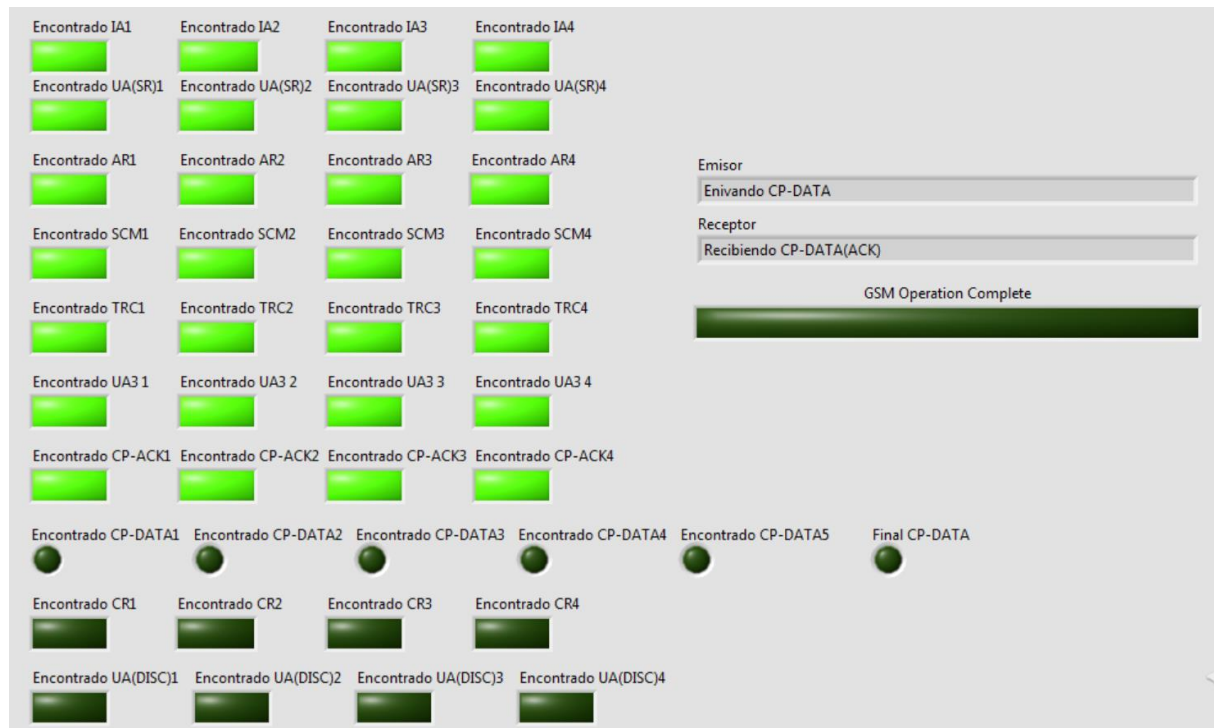 Encontrado IA1 Encontrado IA2 Encontrado IA3 Encontrado IA4
Encontrado UA(SR)1 Encontrado UA(SR)2 Encontrado UA(SR)3 Encontrado UA(SR)4
Encontrado AR1 Encontrado AR2 Encontrado AR3 Encontrado AR4
Emisor
Enivando CP-DATA
Receptor
Recibiendo CP-DATA(ACK)
GSM Operation Complete
Encontrado SCM1 Encontrado SCM2 Encontrado SCM3 Encontrado SCM4
Encontrado TRC1 Encontrado TRC2 Encontrado TRC3 Encontrado TRC4
Encontrado UA3 1 Encontrado UA3 2 Encontrado UA3 3 Encontrado UA3 4
Encontrado CP-ACK1 Encontrado CP-ACK2 Encontrado CP-ACK3 Encontrado CP-ACK4
Encontrado CP-DATA1 Encontrado CP-DATA2 Encontrado CP-DATA3 Encontrado CP-DATA4 Encontrado CP-DATA5 Final CP-DATA
Encontrado CR1 Encontrado CR2 Encontrado CR3 Encontrado CR4
Encontrado UA(DISC)1 Encontrado UA(DISC)2 Encontrado UA(DISC)3 Encontrado UA(DISC)4